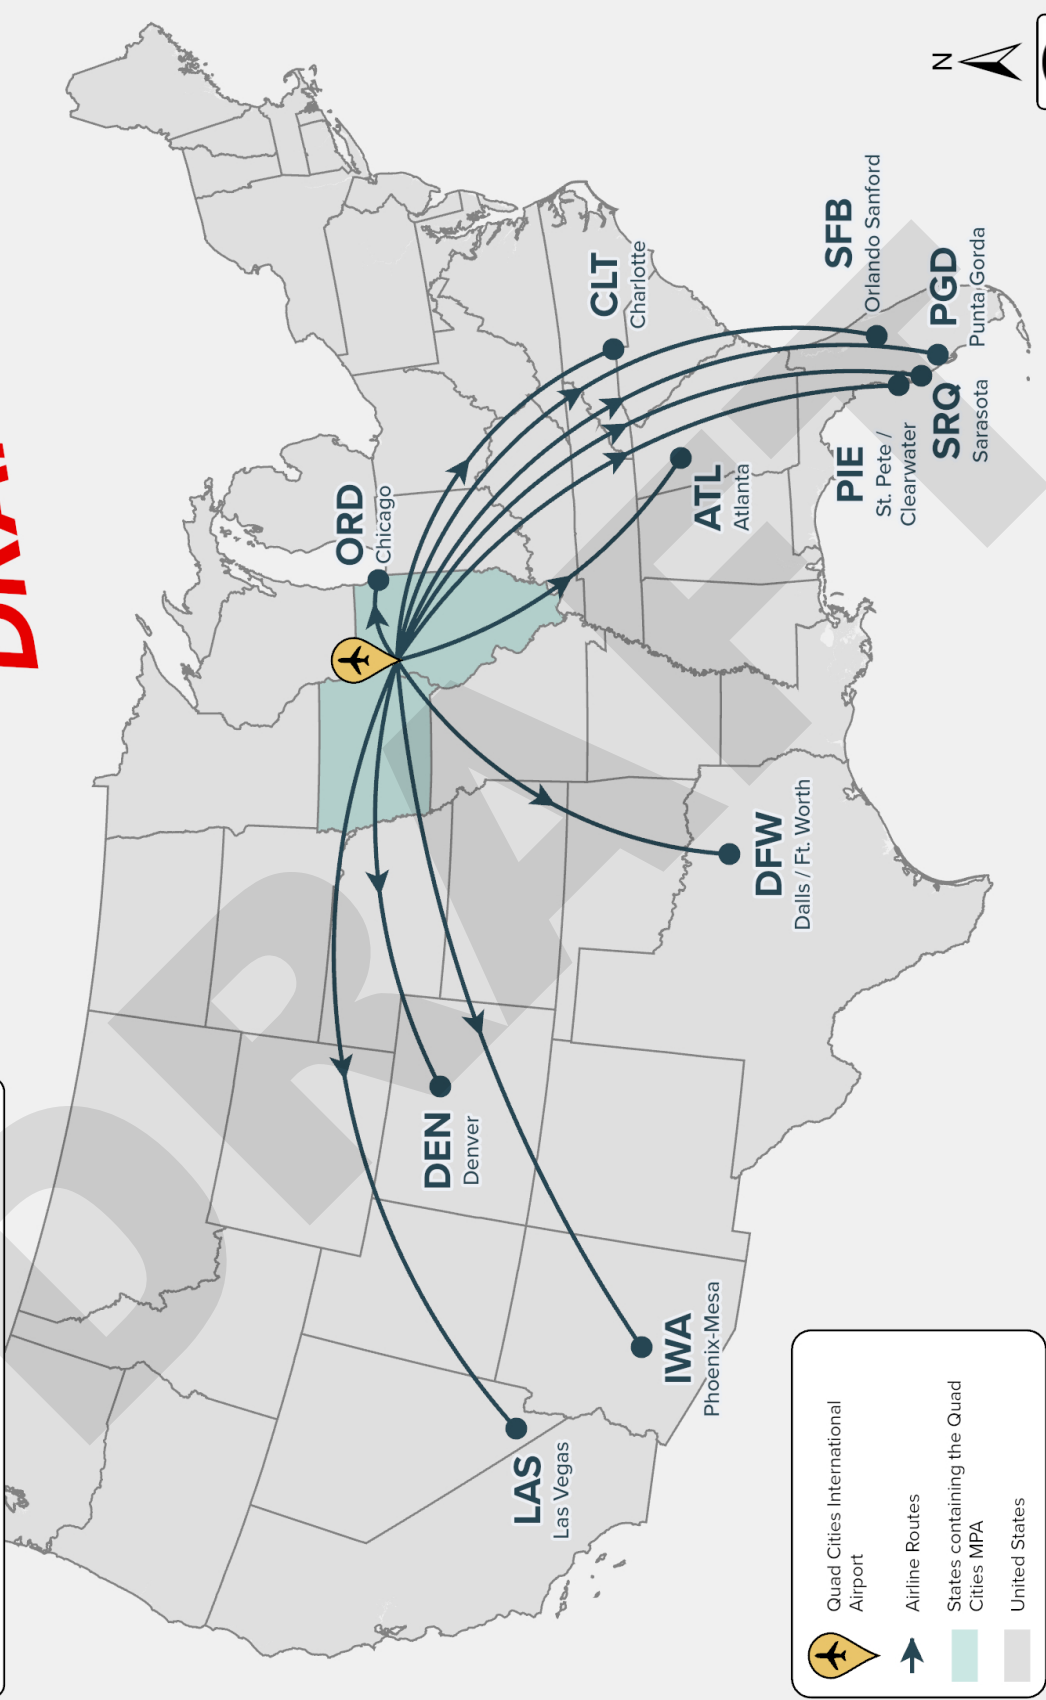 DRAFT
N
ORD
Chicago
CLT
Charlotte
ATL
Atlanta
SFB
Orlando Sanford
PGD
Punta Gorda
SRQ
Sarasota
PIE
St. Pete /
Clearwater
DFW
Dalls / Ft. Worth
DEN
Denver
IWA
Phoenix-Mesa
LAS
Las Vegas
Quad Cities International
Airport
Airline Routes
States containing the Quad
Cities MPA
United States
DRAFT